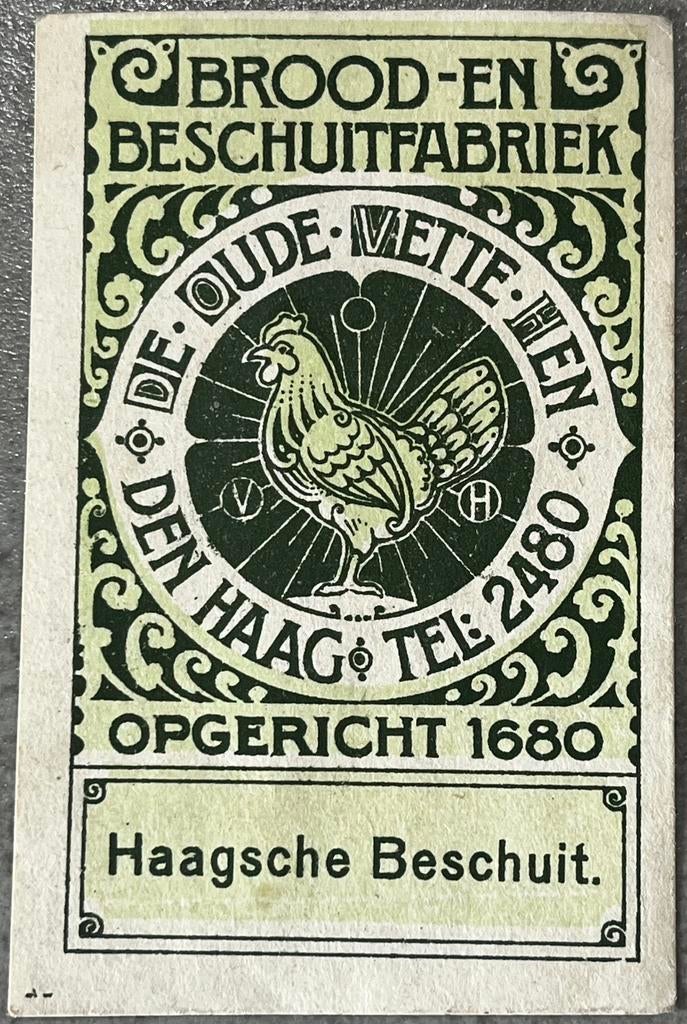 BROOD-EN
BESCHUITFABRIEK
DE·OUDE·VETTE·HEN
V H
DEN HAAG TEL: 2480
OPGERICHT 1680
Haagsche Beschuit.